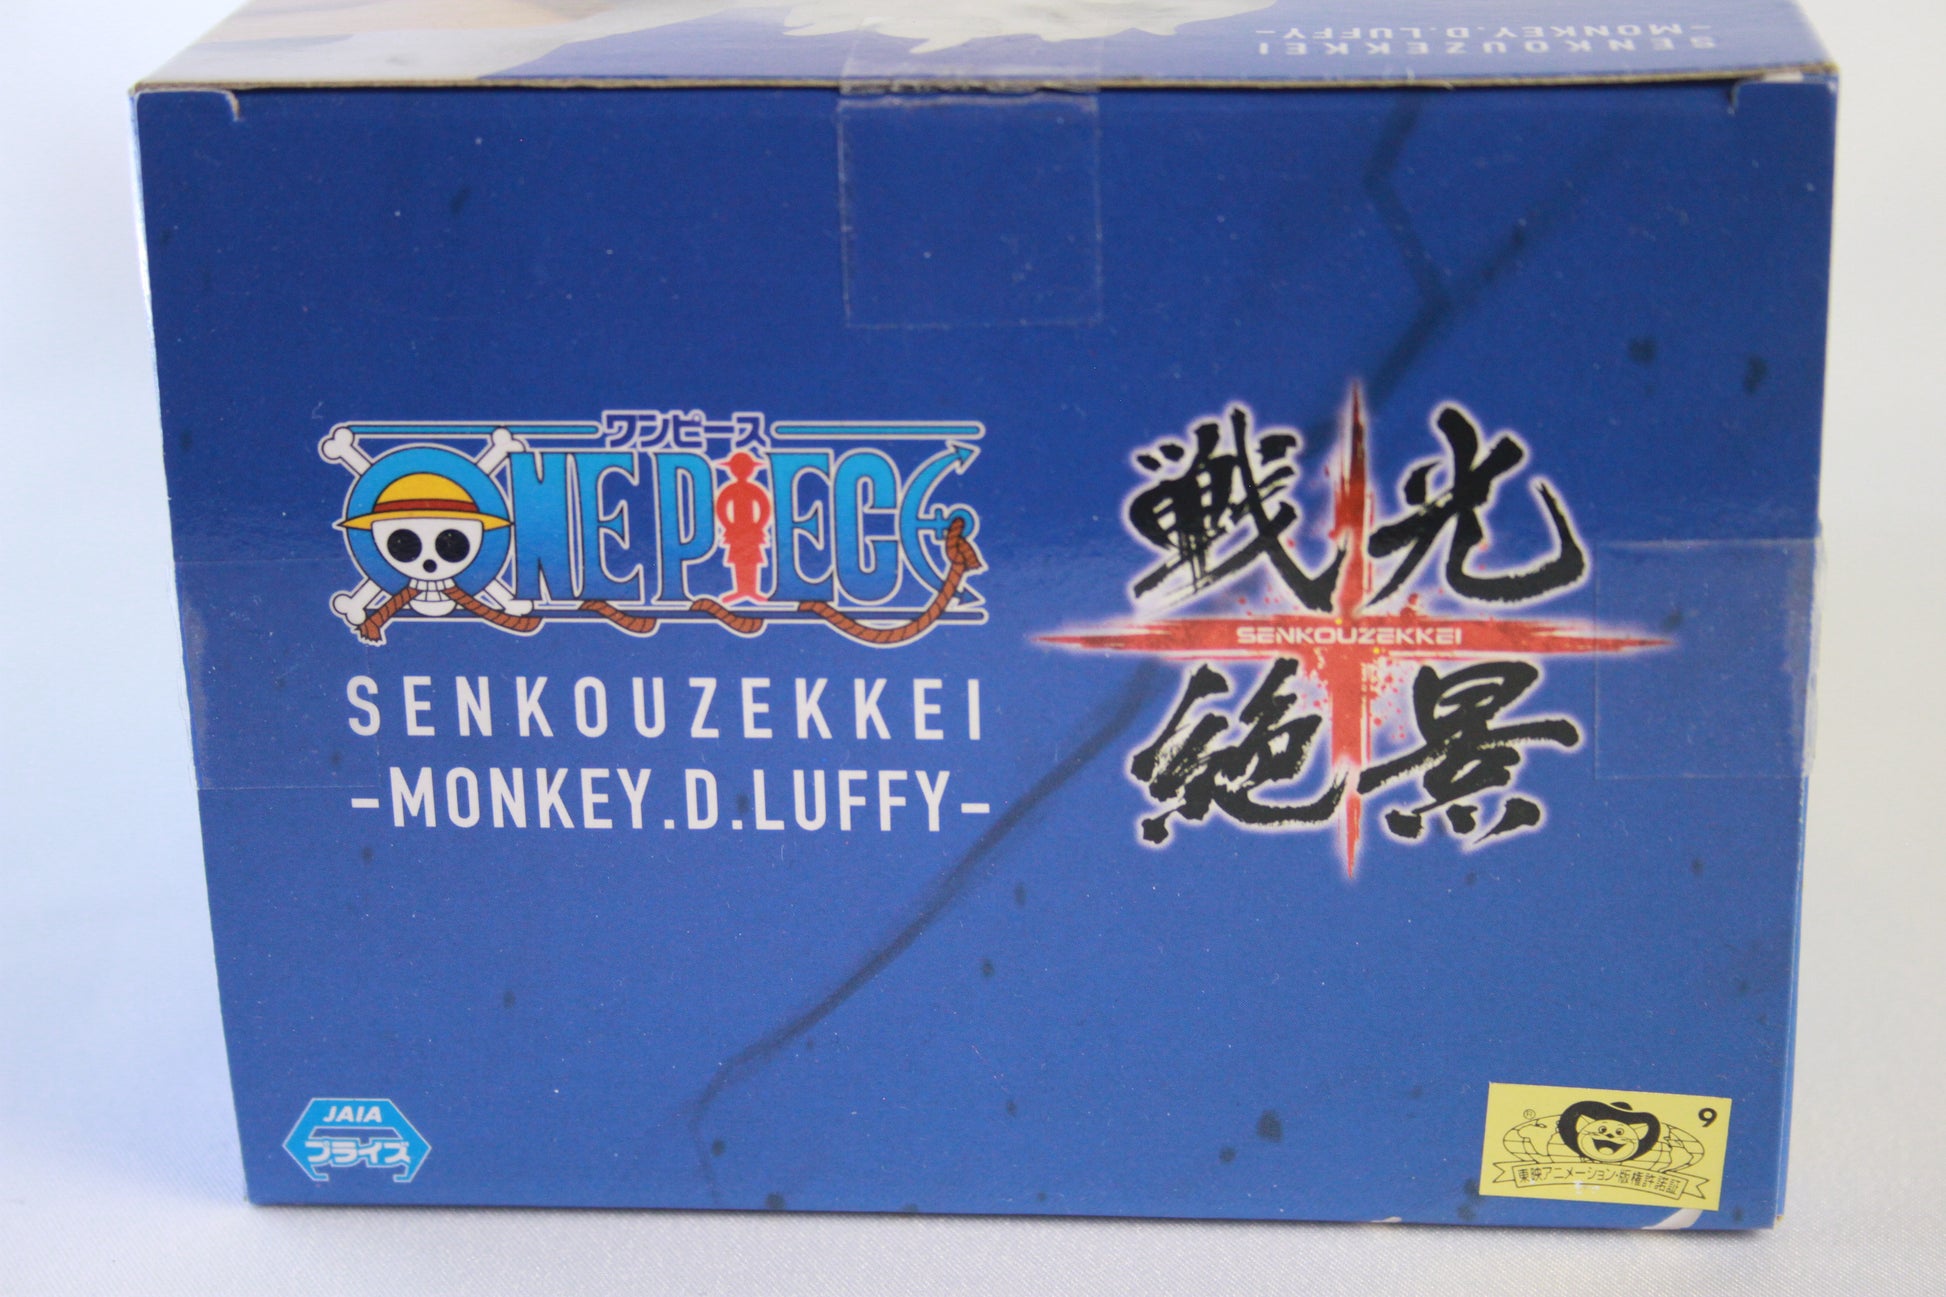 SENKOUZEKKEI
-MONKEY.D.LUFFY-
ワンピース
ONE PIECE
SENKOUZEKKEI
-MONKEY.D.LUFFY-
戦光
SENKOUZEKKEI
絶景
JAIA
プライズ
® 9
東映アニメーション・版権許諾証